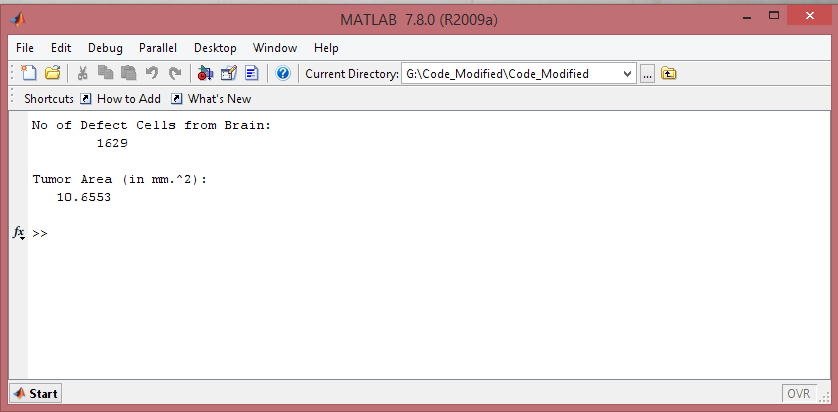 MATLAB 7.8.0 (R2009a)
File Edit Debug Parallel Desktop Window Help
Current Directory: G:\Code_Modified\Code_Modified ...
Shortcuts How to Add What's New
No of Defect Cells from Brain:
1629
Tumor Area (in mm.^2):
10.6553
fx >>
Start OVR